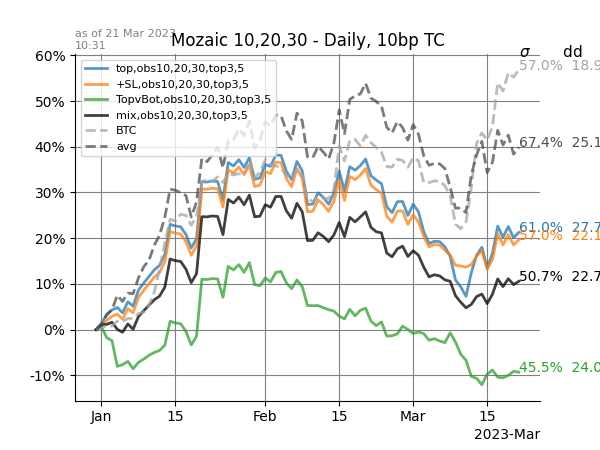 as of 21 Mar 2023
10:31
Mozaic 10,20,30 - Daily, 10bp TC
σ dd
60%
50%
40%
30%
20%
10%
0%
-10%
top,obs10,20,30,top3,5
+SL,obs10,20,30,top3,5
TopvBot,obs10,20,30,top3,5
mix,obs10,20,30,top3,5
BTC
avg
57.0% 18.9
67.4% 25.1
61.0% 27.7
57.0% 22.1
50.7% 22.7
45.5% 24.0
Jan 15 Feb 15 Mar 15
2023-Mar